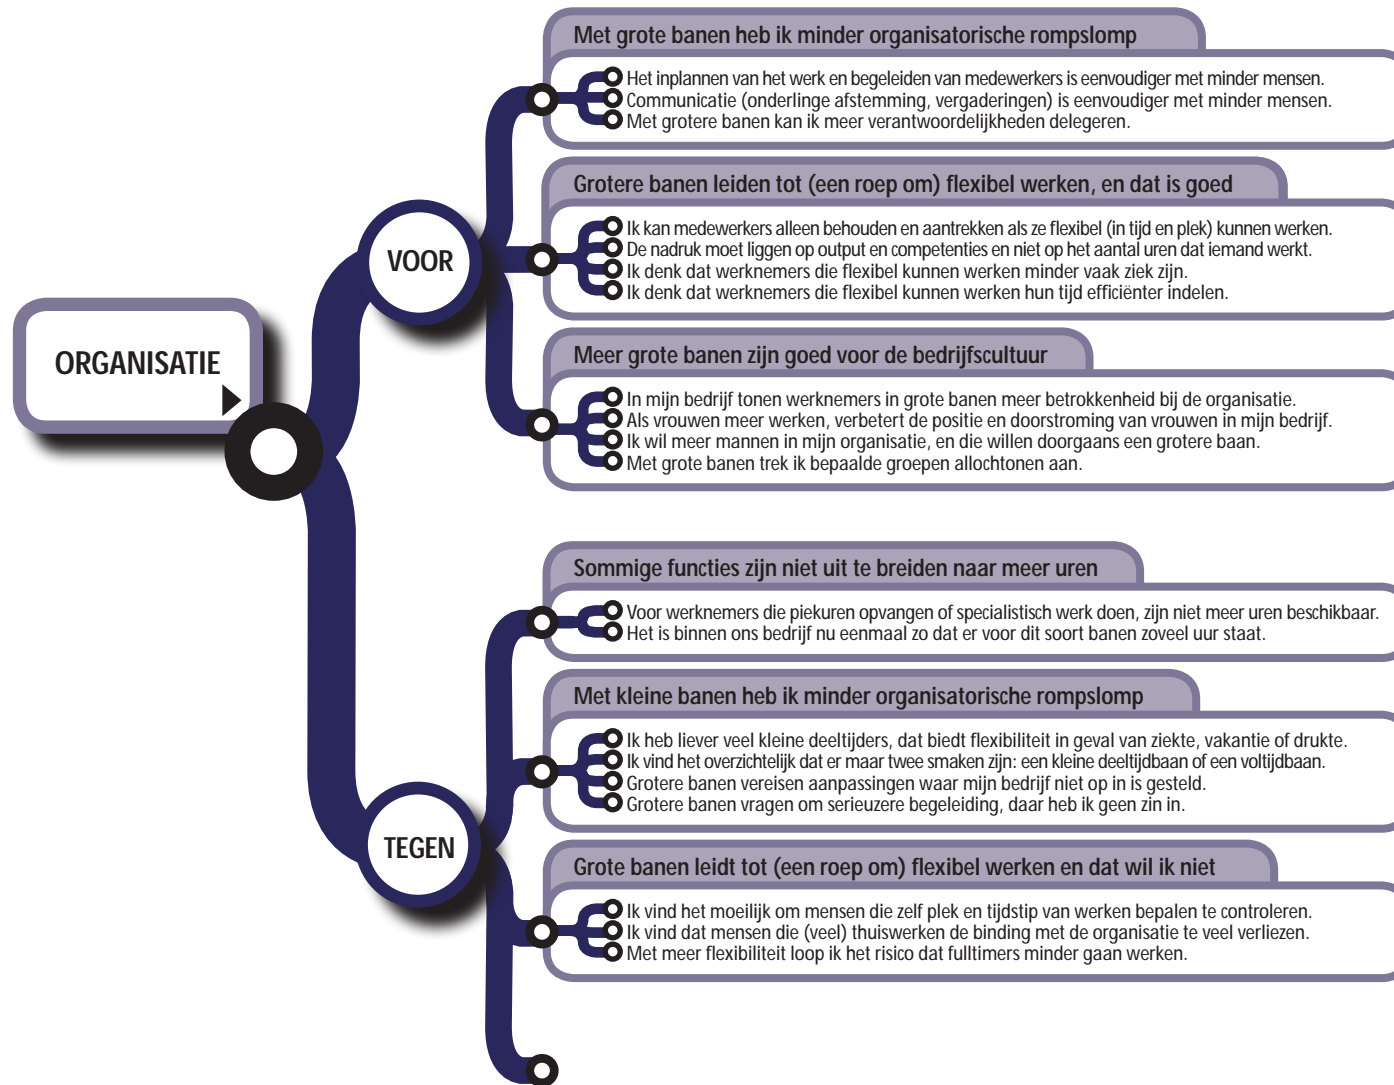 ORGANISATIE
VOOR
Met grote banen heb ik minder organisatorische rompslomp
Het inplannen van het werk en begeleiden van medewerkers is eenvoudiger met minder mensen.
Communicatie (onderlinge afstemming, vergaderingen) is eenvoudiger met minder mensen.
Met grotere banen kan ik meer verantwoordelijkheden delegeren.
Grotere banen leiden tot (een roep om) flexibel werken, en dat is goed
Ik kan medewerkers alleen behouden en aantrekken als ze flexibel (in tijd en plek) kunnen werken.
De nadruk moet liggen op output en competenties en niet op het aantal uren dat iemand werkt.
Ik denk dat werknemers die flexibel kunnen werken minder vaak ziek zijn.
Ik denk dat werknemers die flexibel kunnen werken hun tijd efficiënter indelen.
Meer grote banen zijn goed voor de bedrijfscultuur
In mijn bedrijf tonen werknemers in grote banen meer betrokkenheid bij de organisatie.
Als vrouwen meer werken, verbetert de positie en doorstroming van vrouwen in mijn bedrijf.
Ik wil meer mannen in mijn organisatie, en die willen doorgaans een grotere baan.
Met grote banen trek ik bepaalde groepen allochtonen aan.
TEGEN
Sommige functies zijn niet uit te breiden naar meer uren
Voor werknemers die piekuren opvangen of specialistisch werk doen, zijn niet meer uren beschikbaar.
Het is binnen ons bedrijf nu eenmaal zo dat er voor dit soort banen zoveel uur staat.
Met kleine banen heb ik minder organisatorische rompslomp
Ik heb liever veel kleine deeltijders, dat biedt flexibiliteit in geval van ziekte, vakantie of drukte.
Ik vind het overzichtelijk dat er maar twee smaken zijn: een kleine deeltijdbaan of een voltijdbaan.
Grotere banen vereisen aanpassingen waar mijn bedrijf niet op in is gesteld.
Grotere banen vragen om serieuzere begeleiding, daar heb ik geen zin in.
Grote banen leidt tot (een roep om) flexibel werken en dat wil ik niet
Ik vind het moeilijk om mensen die zelf plek en tijdstip van werken bepalen te controleren.
Ik vind dat mensen die (veel) thuiswerken de binding met de organisatie te veel verliezen.
Met meer flexibiliteit loop ik het risico dat fulltimers minder gaan werken.